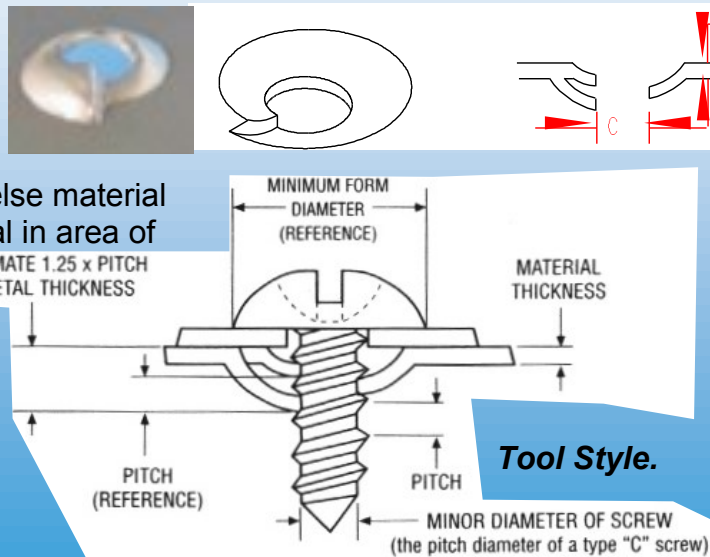 C
else material
al in area of
MINIMUM FORM
DIAMETER
(REFERENCE)
MATE 1.25 x PITCH
TAL THICKNESS
MATERIAL
THICKNESS
PITCH
(REFERENCE)
PITCH
Tool Style.
MINOR DIAMETER OF SCREW
(the pitch diameter of a type "C" screw)